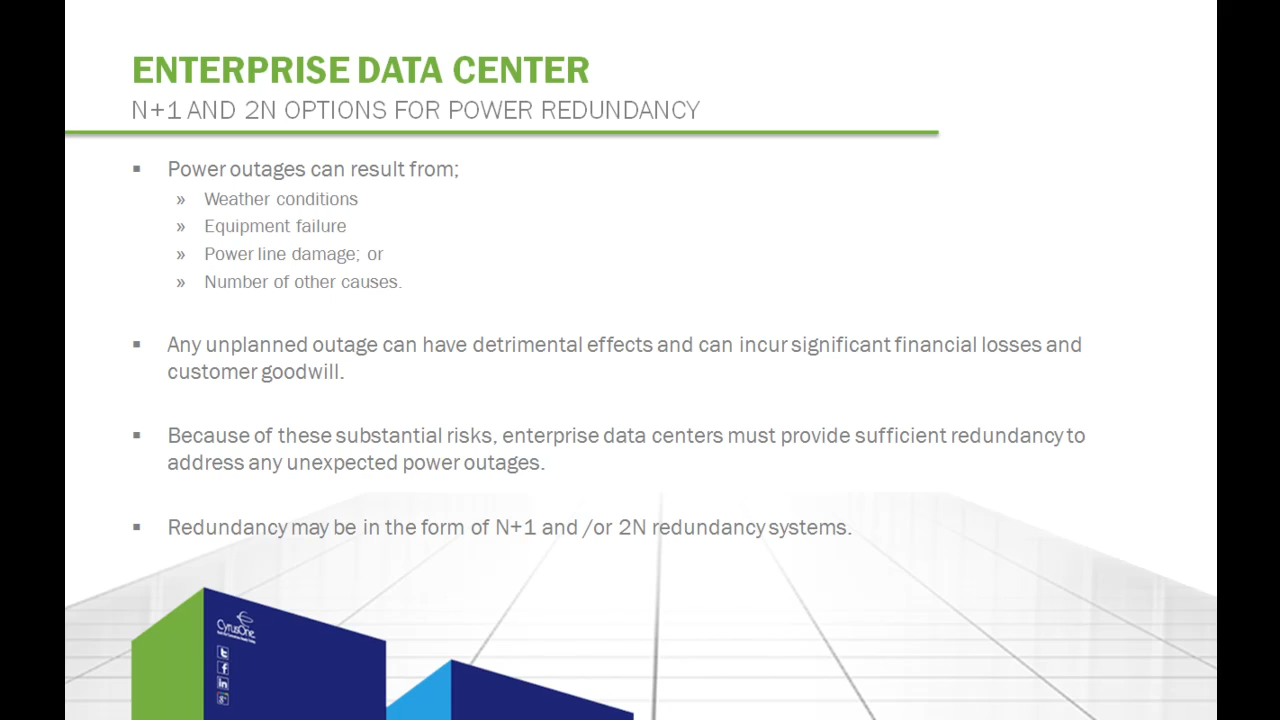 ENTERPRISE DATA CENTER
N+1 AND 2N OPTIONS FOR POWER REDUNDANCY
▪ Power outages can result from;
» Weather conditions
» Equipment failure
» Power line damage; or
» Number of other causes.
▪ Any unplanned outage can have detrimental effects and can incur significant financial losses and
customer goodwill.
▪ Because of these substantial risks, enterprise data centers must provide sufficient redundancy to
address any unexpected power outages.
▪ Redundancy may be in the form of N+1 and /or 2N redundancy systems.
CyrusOne